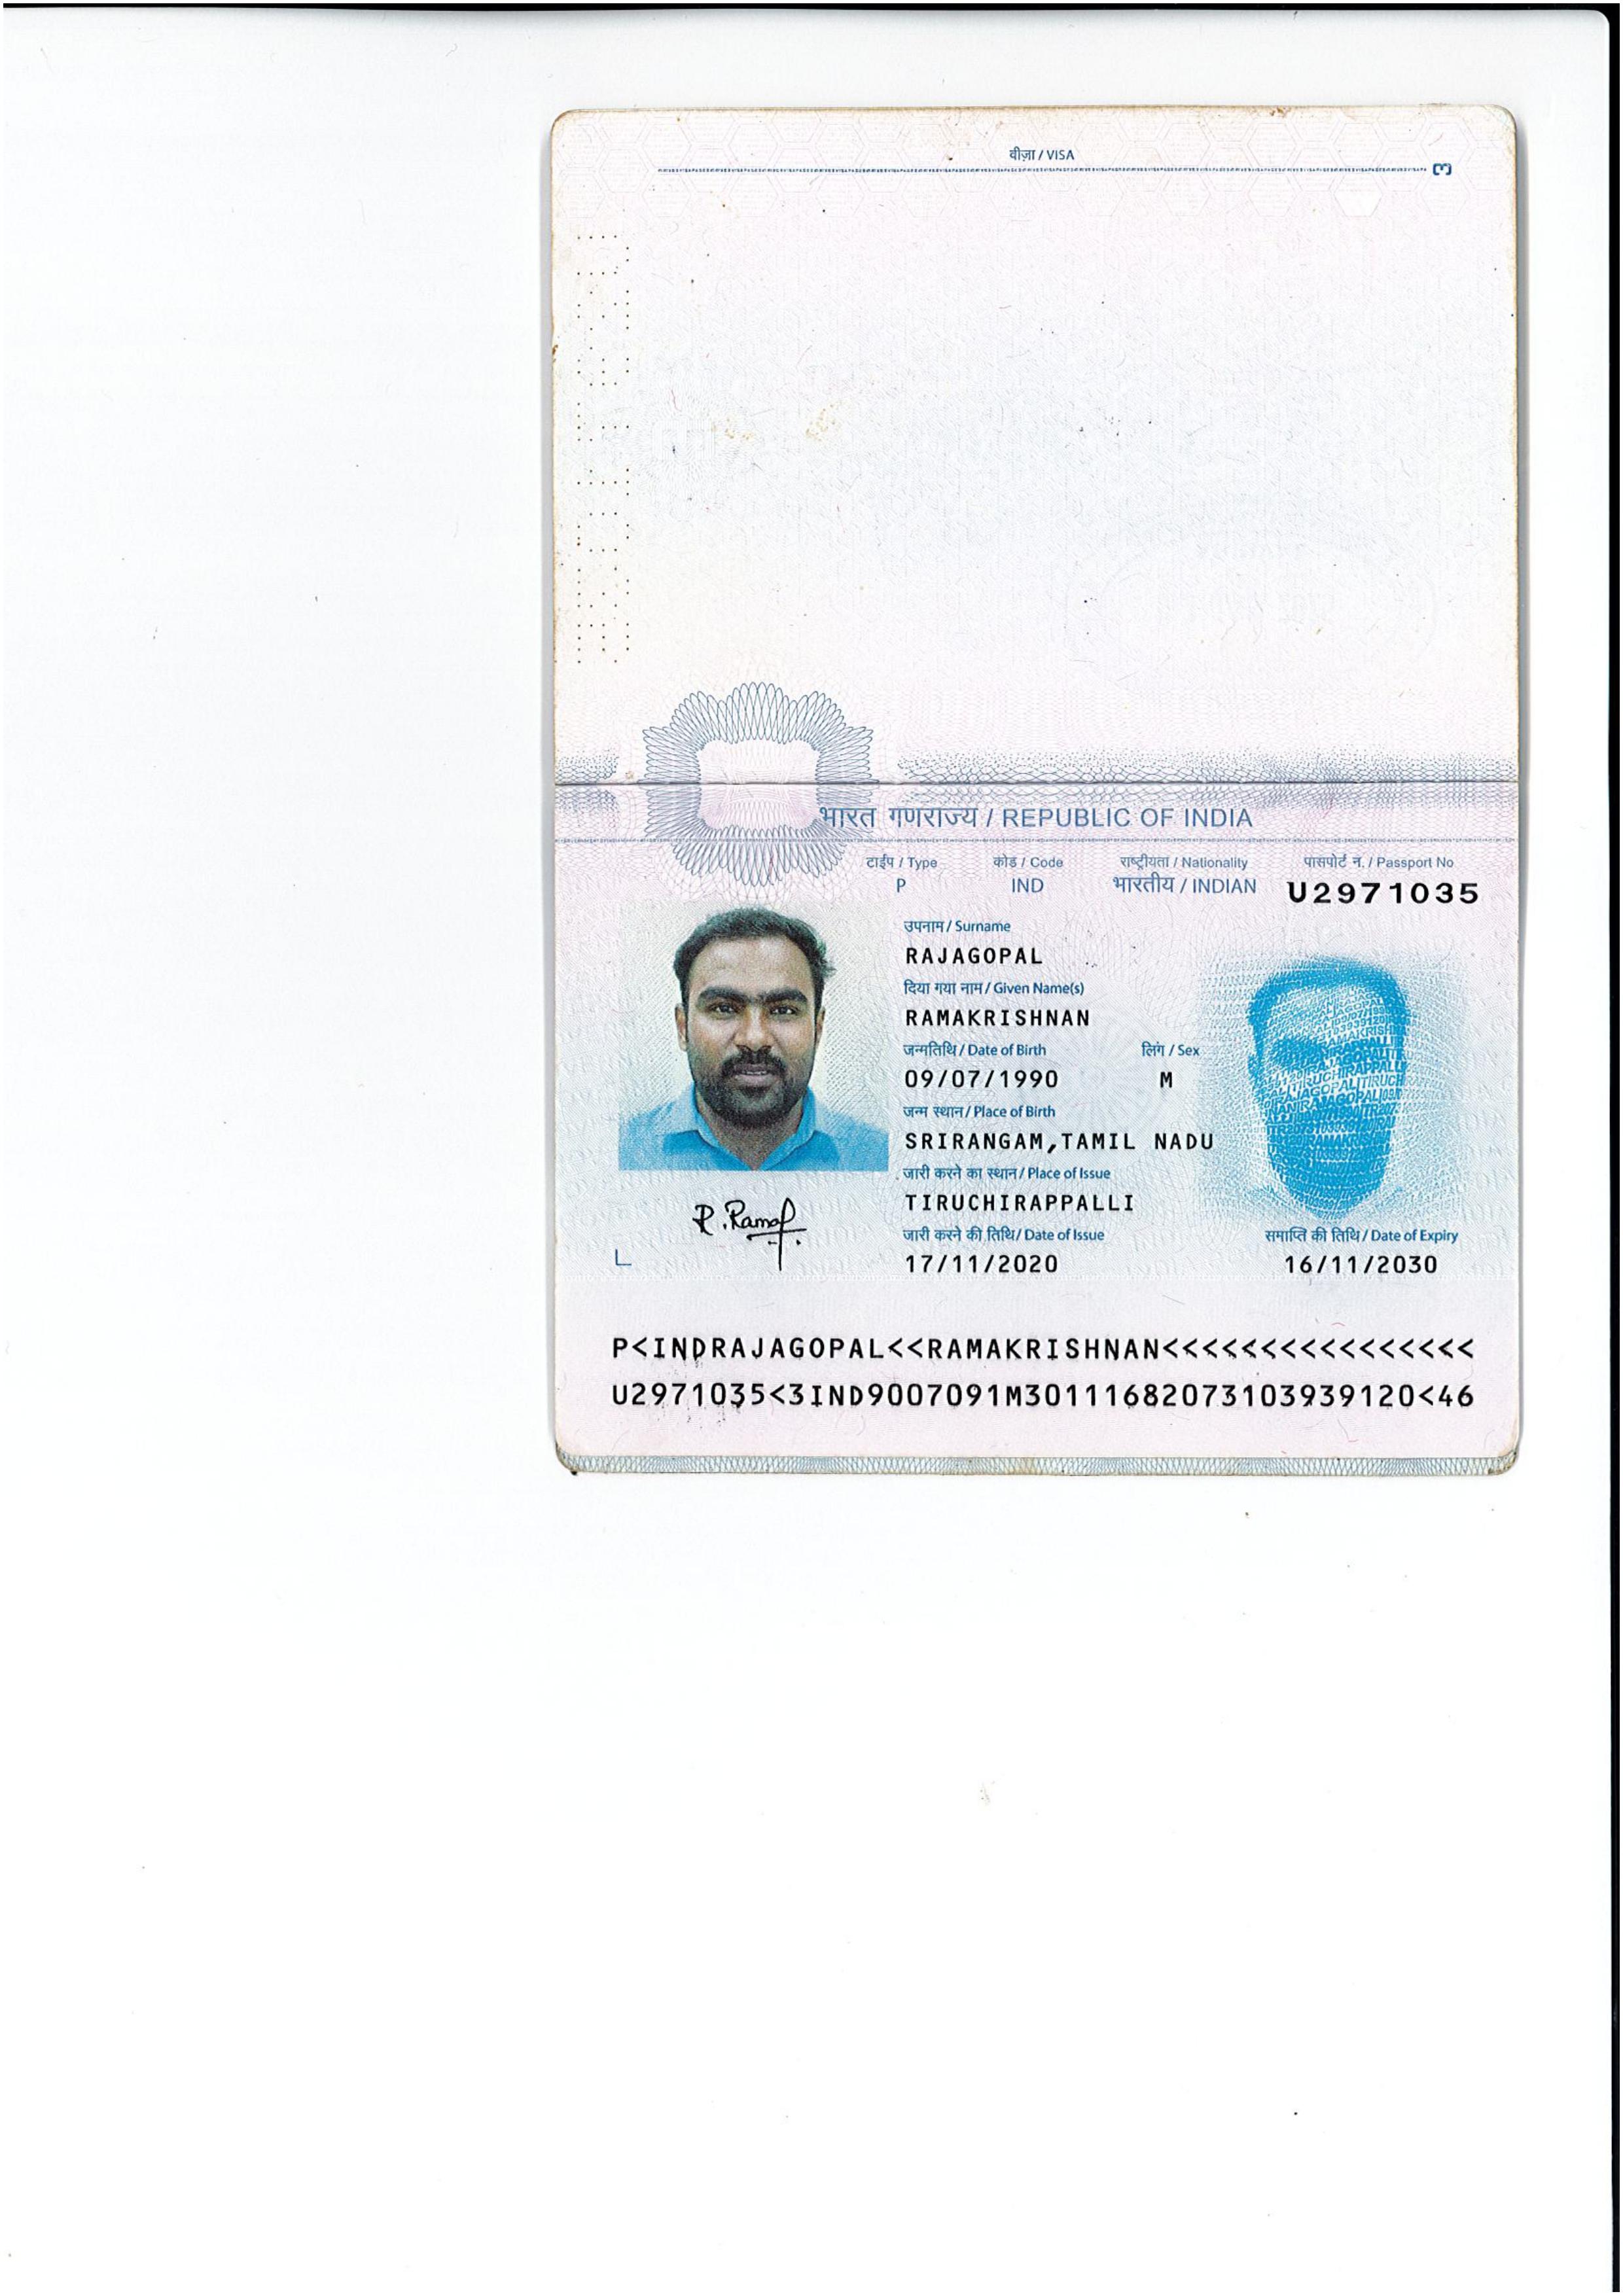 वीज़ा / VISA
3
भारत गणराज्य / REPUBLIC OF INDIA
टाईप / Type कोड / Code राष्ट्रीयता / Nationality पासपोर्ट न. / Passport No
P IND भारतीय / INDIAN U2971035
उपनाम / Surname
RAJAGOPAL
दिया गया नाम / Given Name(s)
RAMAKRISHNAN
जन्मतिथि / Date of Birth लिंग / Sex
09/07/1990 M
जन्म स्थान / Place of Birth
SRIRANGAM,TAMIL NADU
जारी करने का स्थान / Place of Issue
TIRUCHIRAPPALLI
R.Ramaf
जारी करने की तिथि / Date of Issue समाप्ति की तिथि / Date of Expiry
17/11/2020 16/11/2030
P<INDRAJAGOPAL<<RAMAKRISHNAN<<<<<<<<<<<<<<<<
U2971035<3IND9007091M3011168207310393​9120<46